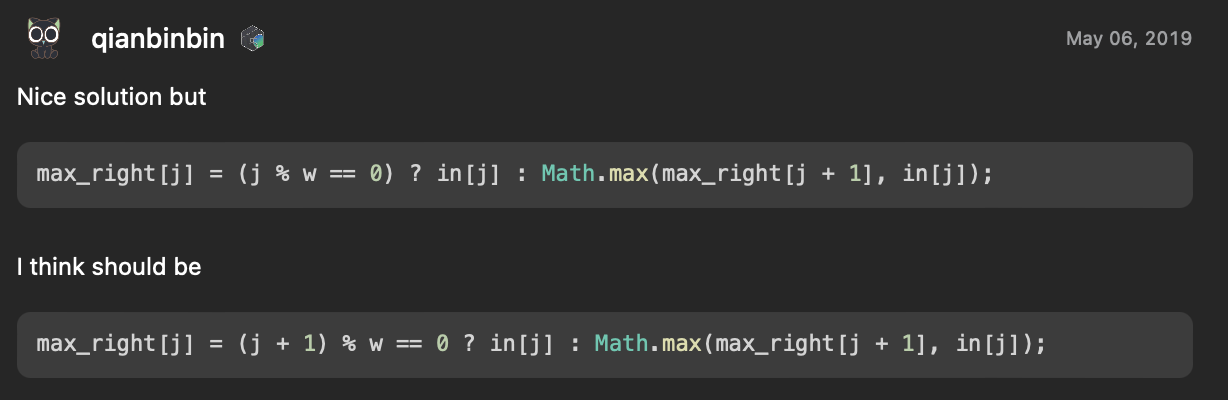 qianbinbin
May 06, 2019
Nice solution but
max_right[j] = (j % w == 0) ? in[j] : Math.max(max_right[j + 1], in[j]);
I think should be
max_right[j] = (j + 1) % w == 0 ? in[j] : Math.max(max_right[j + 1], in[j]);